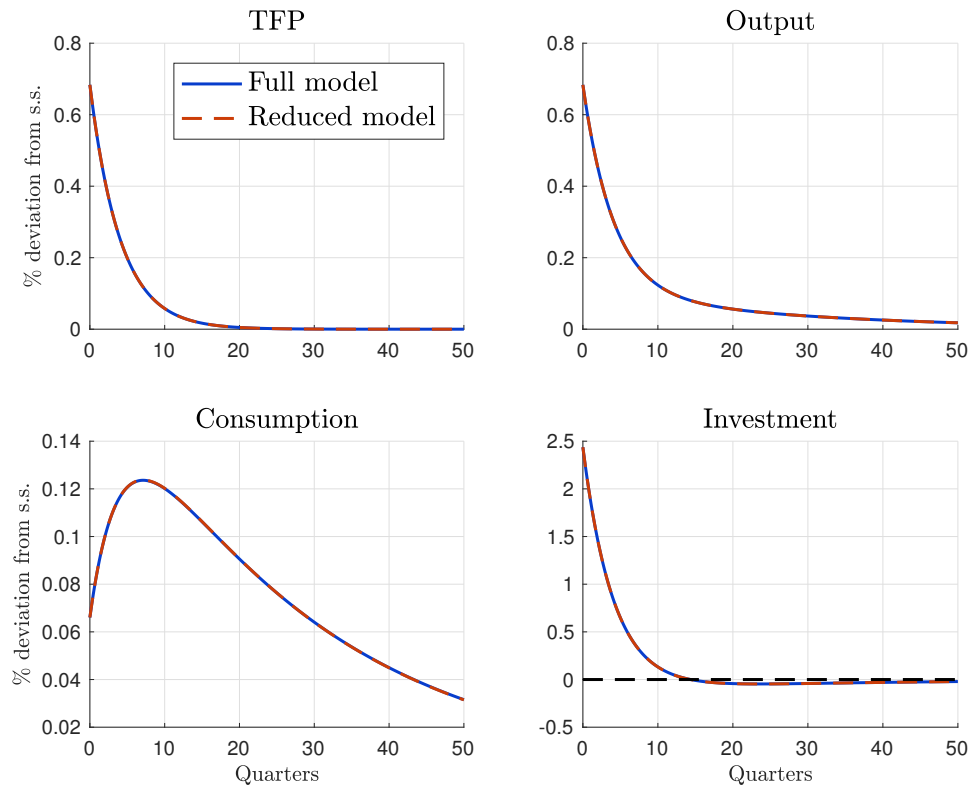 TFP
0.8
0.6
0.4
0.2
0
0 10 20 30 40 50
% deviation from s.s.
Full model
Reduced model
Output
0.8
0.6
0.4
0.2
0
0 10 20 30 40 50
Consumption
0.14
0.12
0.1
0.08
0.06
0.04
0.02
0 10 20 30 40 50
% deviation from s.s.
Quarters
Investment
2.5
2
1.5
1
0.5
0
-0.5
0 10 20 30 40 50
Quarters